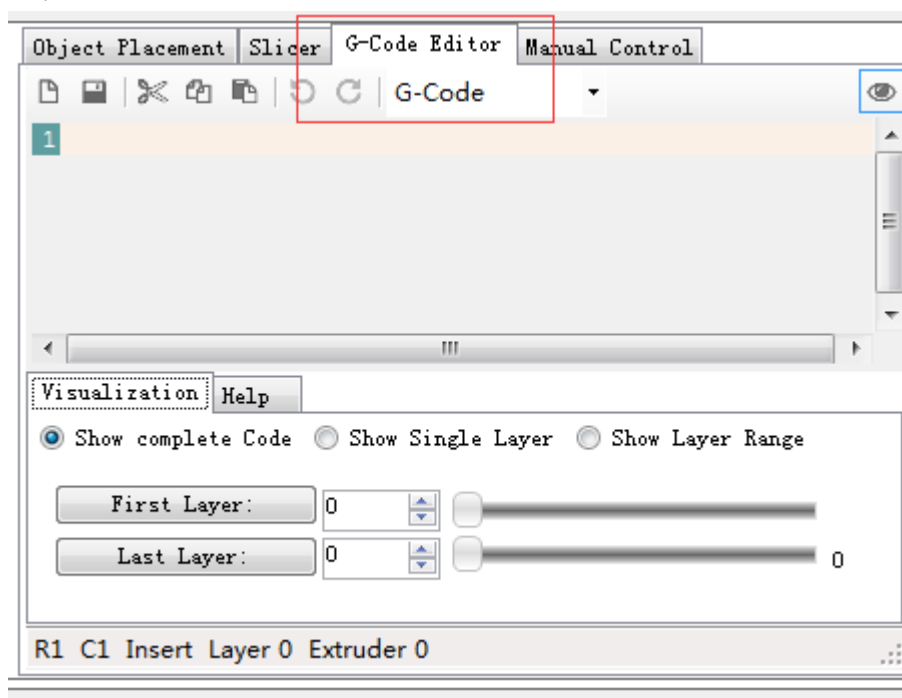 Object Placement Slicer G-Code Editor Manual Control
G-Code
1
Visualization Help
Show complete Code Show Single Layer Show Layer Range
First Layer: 0
Last Layer: 0 0
R1 C1 Insert Layer 0 Extruder 0